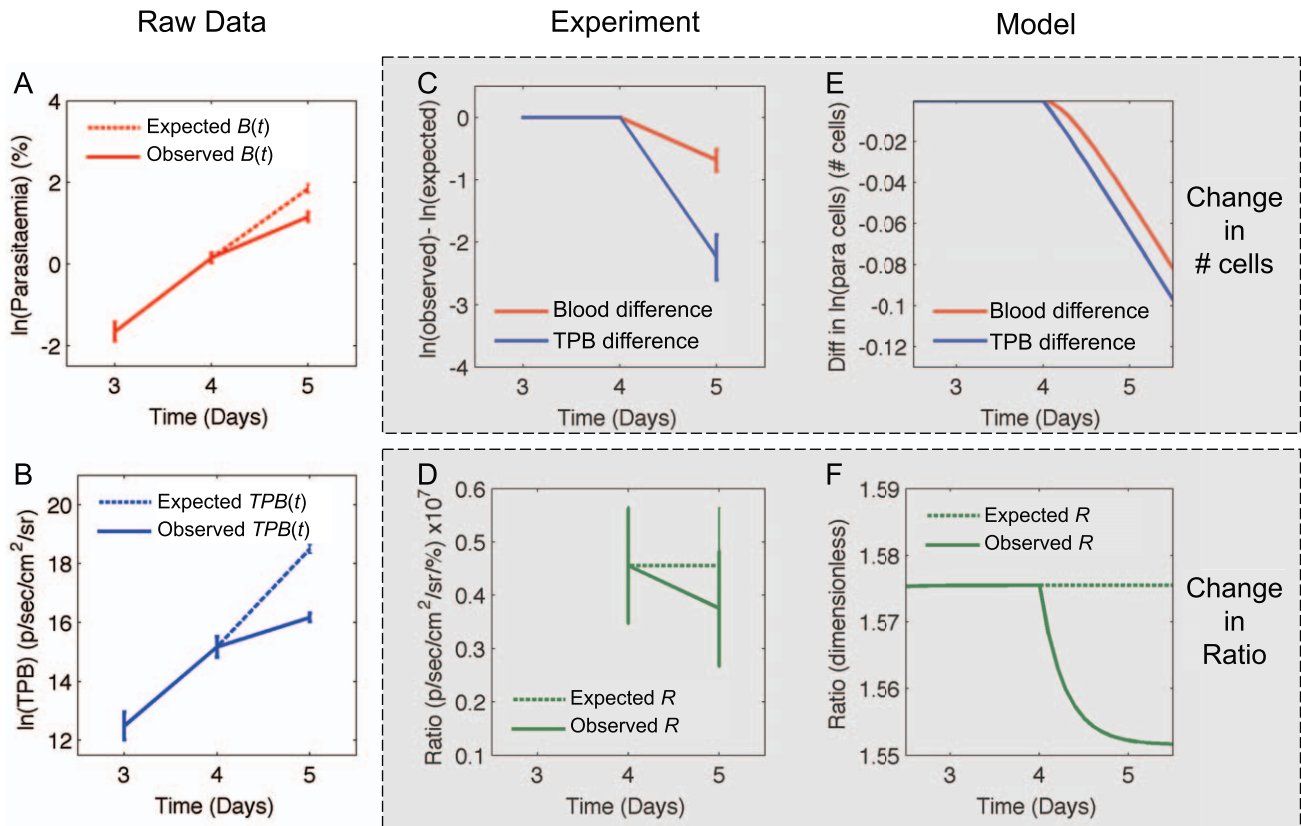 Raw Data
Experiment
Model
A
4
2
0
-2
ln(Parasitaemia) (%)
Expected B(t)
Observed B(t)
3 4 5
Time (Days)
C
0
-1
-2
-3
-4
ln(observed)- ln(expected)
Blood difference
TPB difference
3 4 5
Time (Days)
E
-0.02
-0.04
-0.06
-0.08
-0.1
-0.12
Diff in ln(para cells) (# cells)
Blood difference
TPB difference
3 4 5
Time (Days)
Change
in
# cells
B
20
18
16
14
12
ln(TPB) (p/sec/cm²/sr)
Expected TPB(t)
Observed TPB(t)
3 4 5
Time (Days)
D
0.6
0.5
0.4
0.3
0.2
0.1
Ratio (p/sec/cm²/sr/%) x10⁷
Expected R
Observed R
3 4 5
Time (Days)
F
1.59
1.58
1.57
1.56
1.55
Ratio (dimensionless)
Expected R
Observed R
3 4 5
Time (Days)
Change
in
Ratio